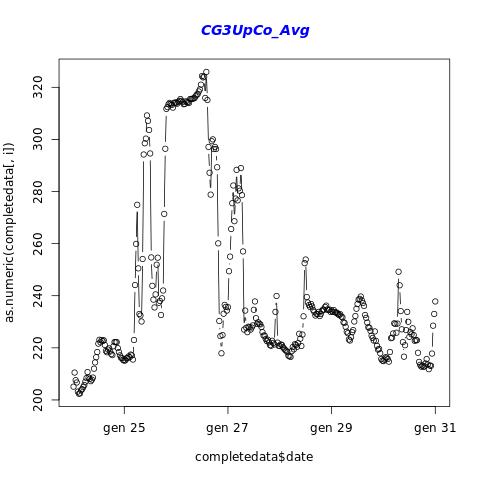 CG3UpCo_Avg
as.numeric(completedata[, i])
320
300
280
260
240
220
200
gen 25 gen 27 gen 29 gen 31
completedata$date